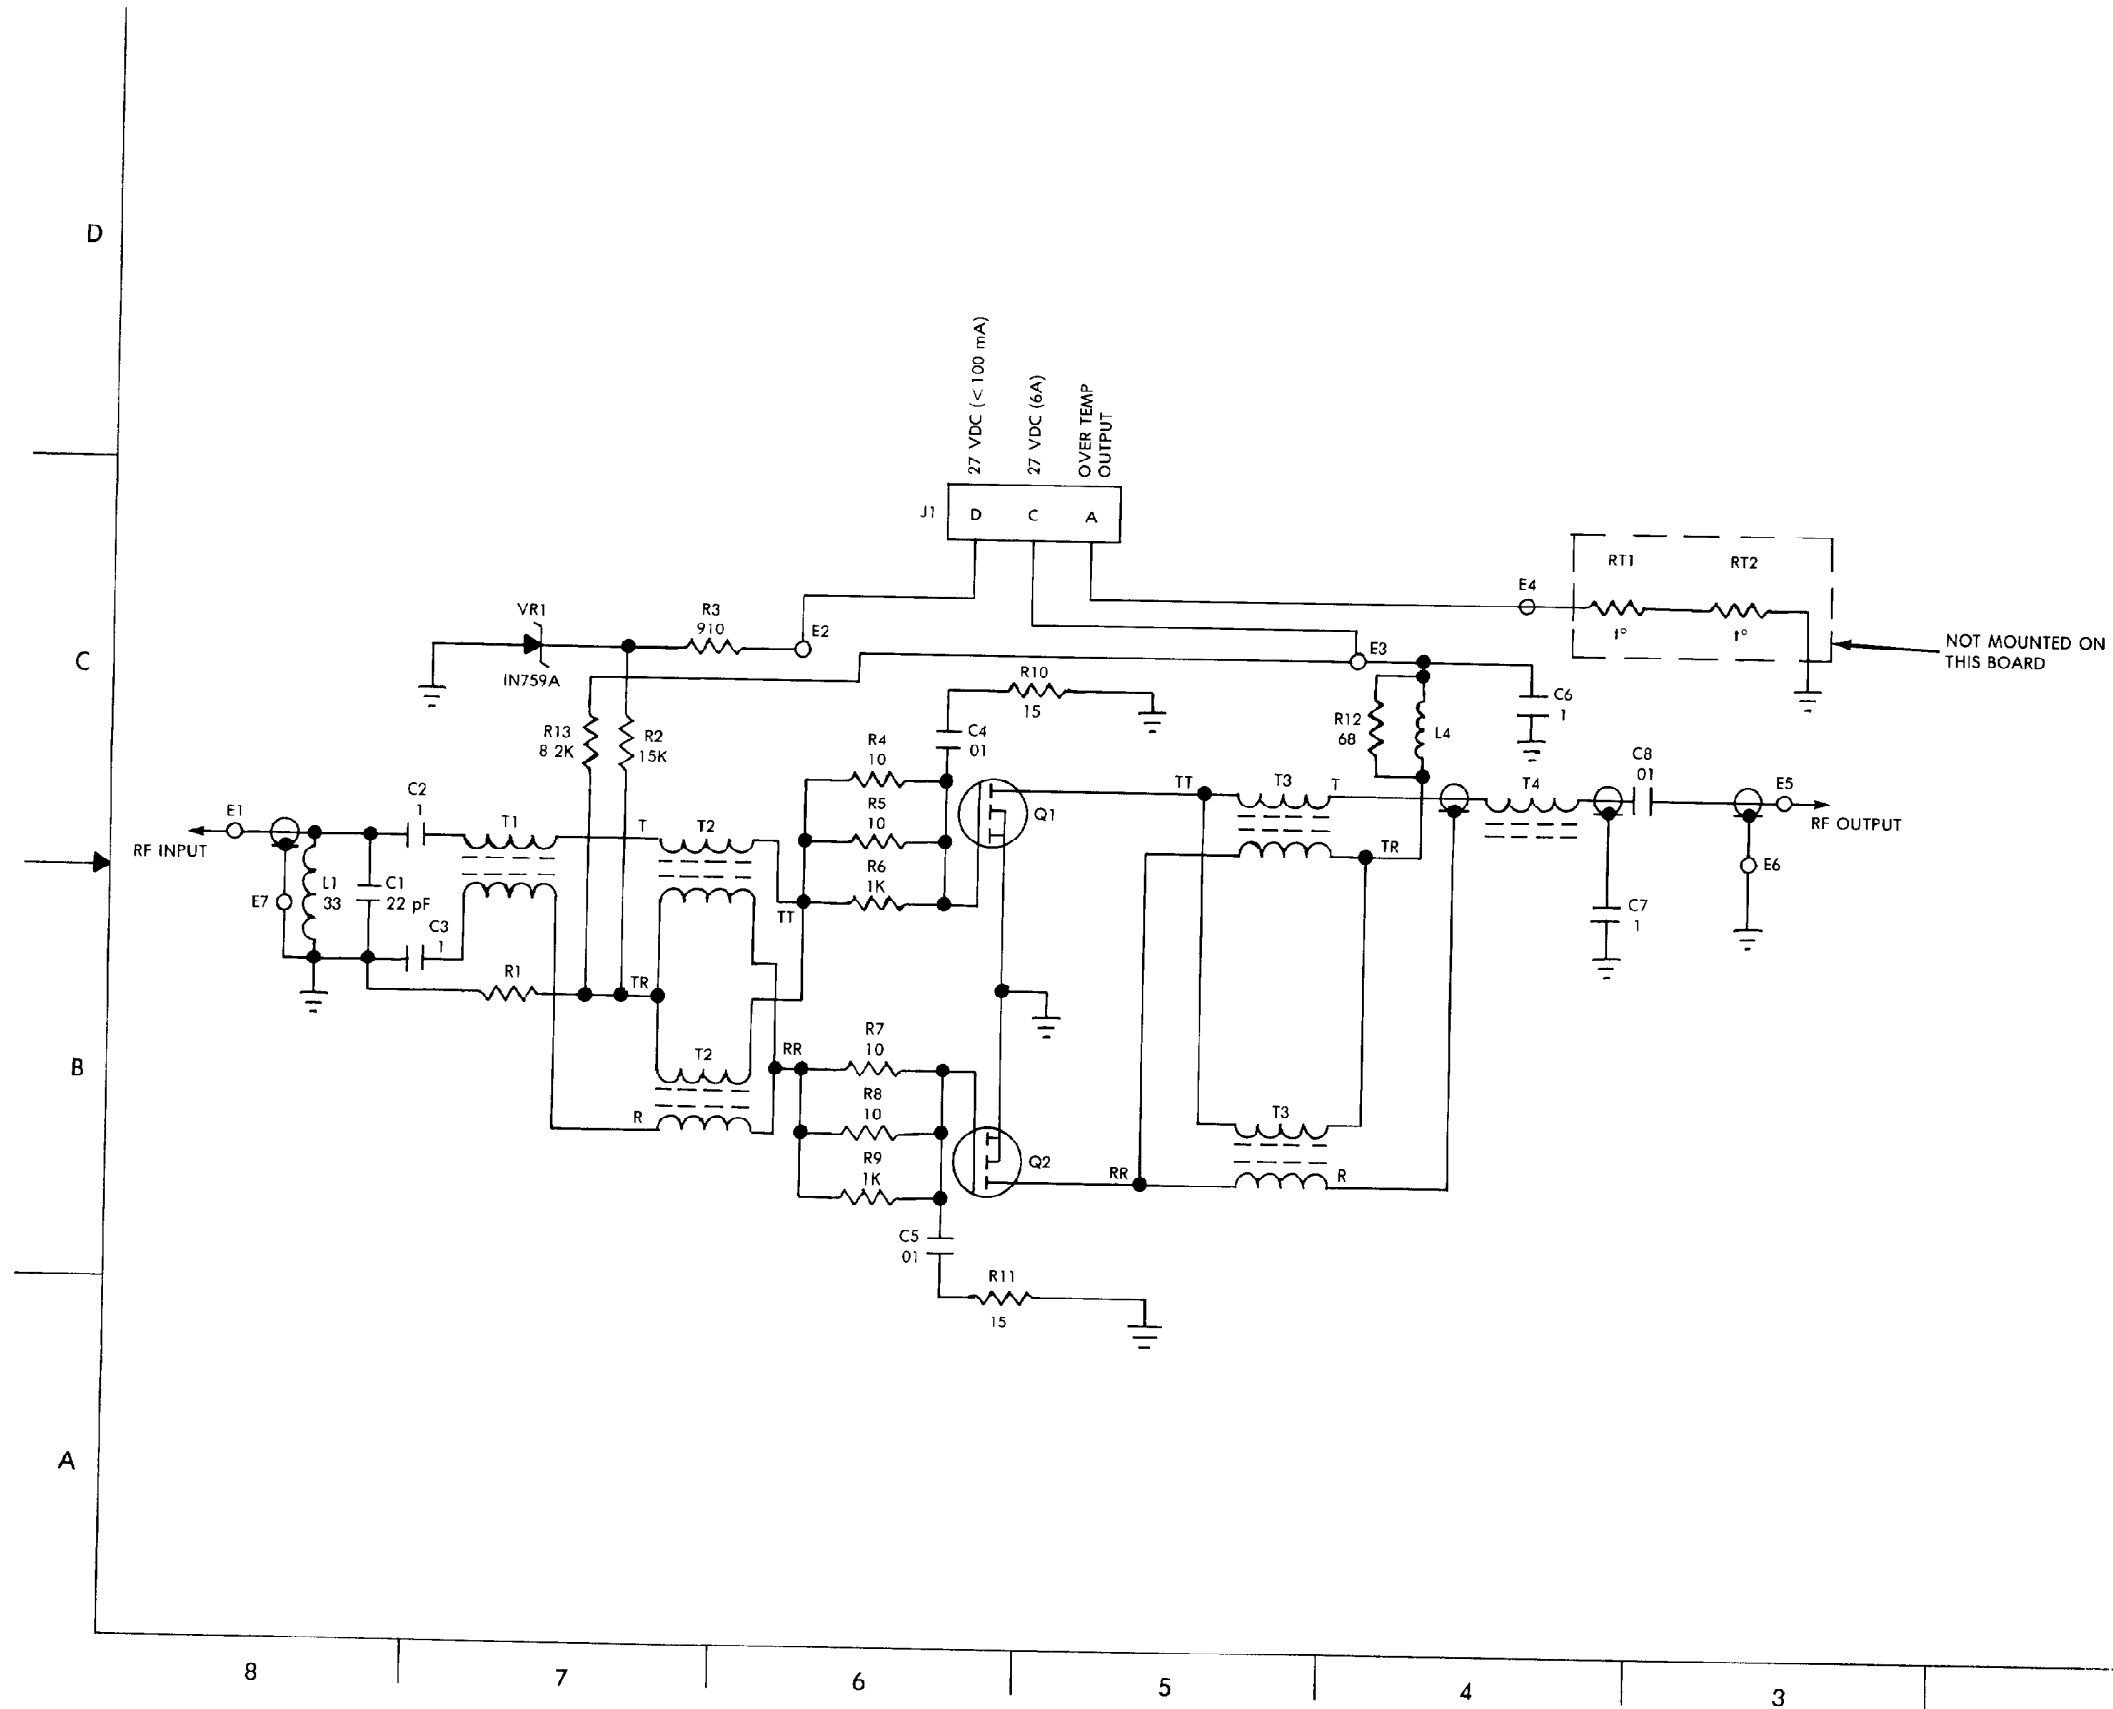 D
27 VDC (<100 mA)
27 VDC (6A)
OVER TEMP
OUTPUT
J1
D
C
A
RT1
RT2
E4
t°
t°
NOT MOUNTED ON
THIS BOARD
C
VR1
IN759A
R3
910
E2
E3
R10
15
C6
1
R13
8 2K
R2
15K
R4
10
C4
01
R12
68
L4
C8
01
E1
RF INPUT
C2
1
T1
T
T2
R5
10
Q1
TT
T3
T
T4
E5
RF OUTPUT
R6
1K
TR
E6
E7
L1
33
C1
22 pF
TT
C3
1
C7
1
R1
TR
B
R7
10
T2
RR
R8
10
T3
R
R9
1K
Q2
RR
R
C5
01
R11
15
A
8
7
6
5
4
3